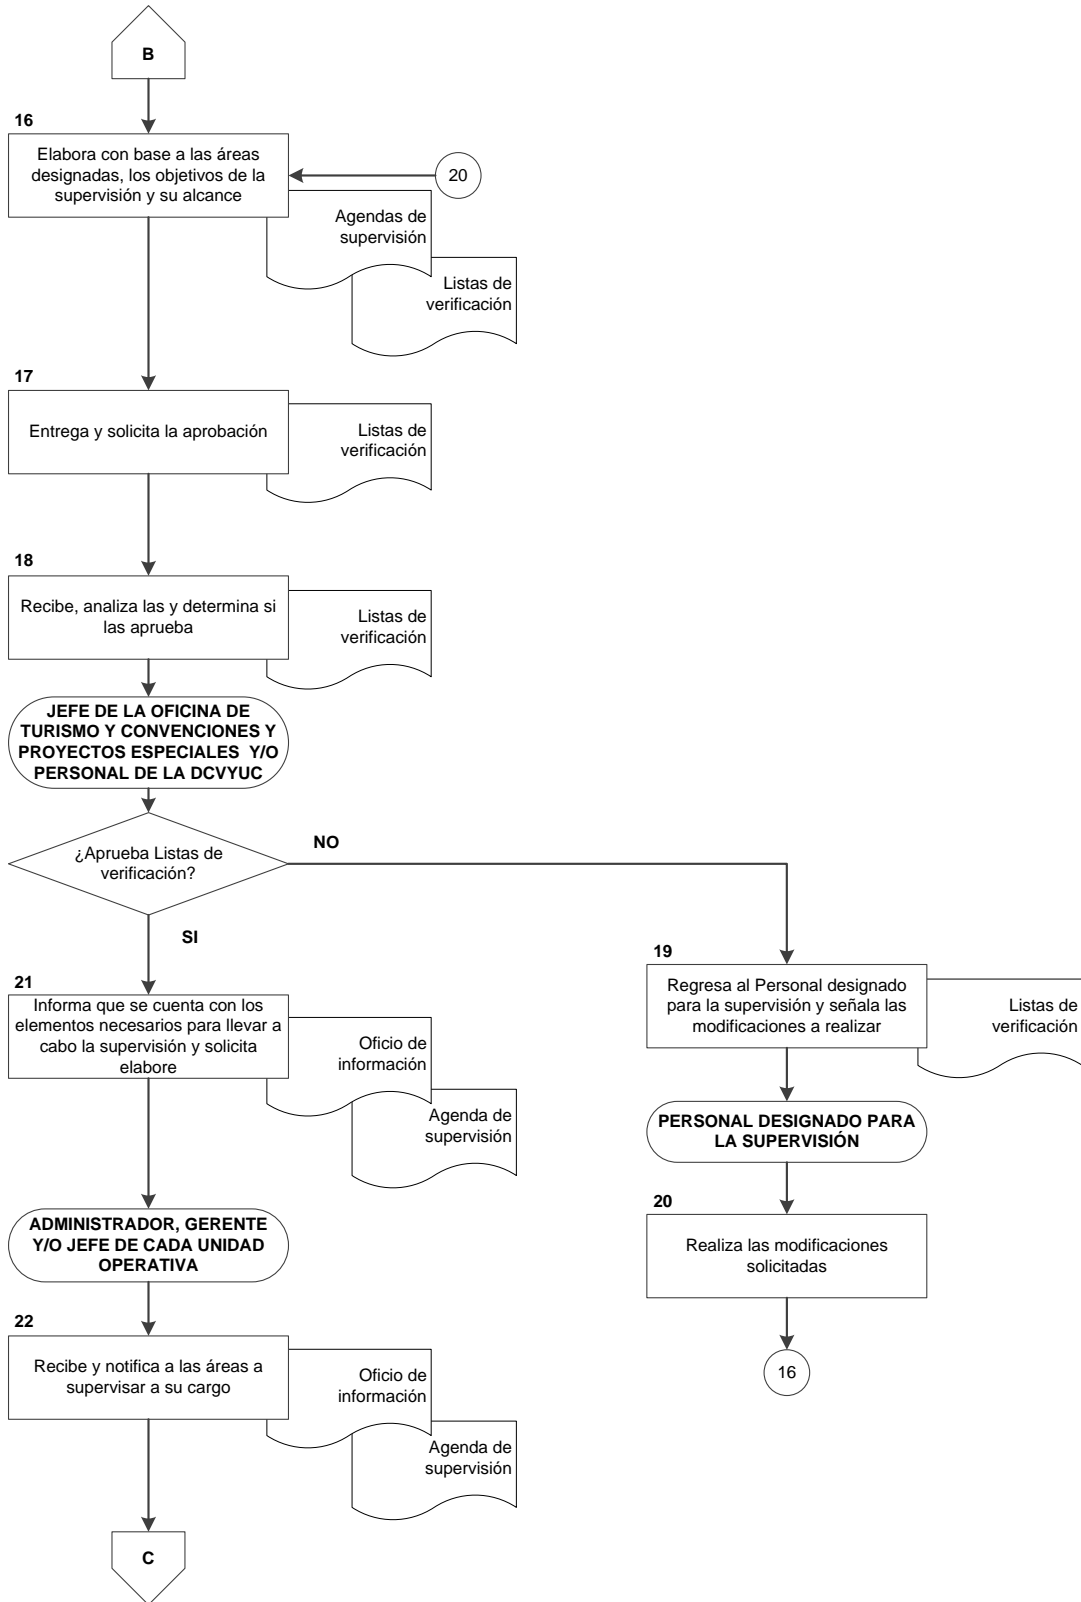 B
16
Elabora con base a las áreas
designadas, los objetivos de la
supervisión y su alcance
20
Agendas de
supervisión
Listas de
verificación
17
Entrega y solicita la aprobación
Listas de
verificación
18
Recibe, analiza las y determina si
las aprueba
Listas de
verificación
JEFE DE LA OFICINA DE
TURISMO Y CONVENCIONES Y
PROYECTOS ESPECIALES Y/O
PERSONAL DE LA DCVYUC
¿Aprueba Listas de
verificación?
NO
SI
19
Regresa al Personal designado
para la supervisión y señala las
modificaciones a realizar
Listas de
verificación
PERSONAL DESIGNADO PARA
LA SUPERVISIÓN
20
Realiza las modificaciones
solicitadas
16
21
Informa que se cuenta con los
elementos necesarios para llevar a
cabo la supervisión y solicita
elabore
Oficio de
información
Agenda de
supervisión
ADMINISTRADOR, GERENTE
Y/O JEFE DE CADA UNIDAD
OPERATIVA
22
Recibe y notifica a las áreas a
supervisar a su cargo
Oficio de
información
Agenda de
supervisión
C